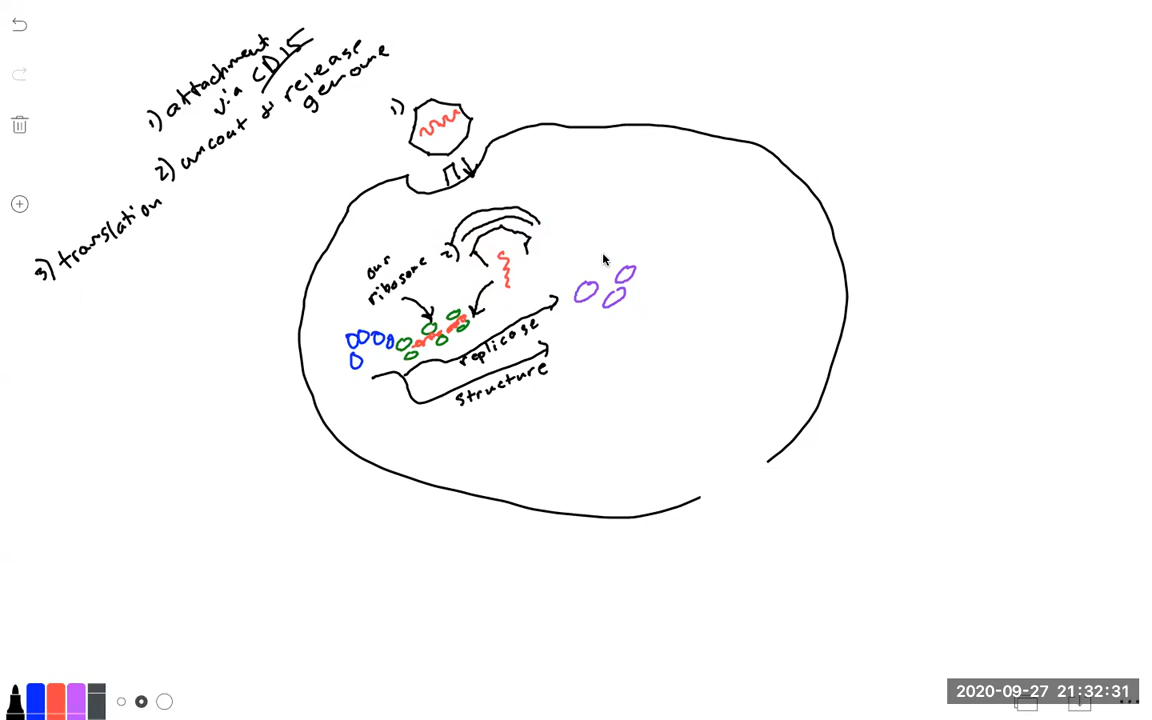 1) attachment
via CD15
2) uncoat & release
genome
3) translation
1)
2)
our
ribosome
replicase
structure
2020-09-27 21:32:31